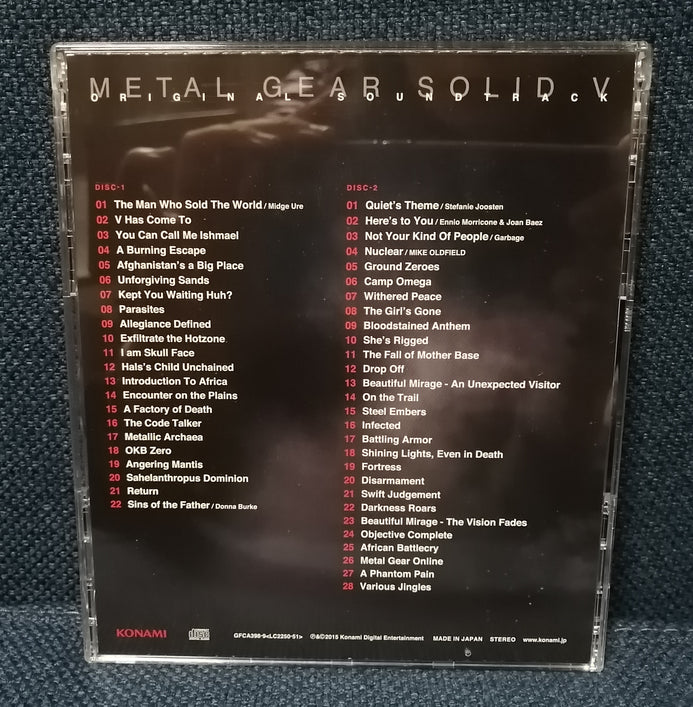 METAL GEAR SOLID V
ORIGINAL SOUNDTRACK
DISC-1
01 The Man Who Sold The World / Midge Ure
02 V Has Come To
03 You Can Call Me Ishmael
04 A Burning Escape
05 Afghanistan's a Big Place
06 Unforgiving Sands
07 Kept You Waiting Huh?
08 Parasites
09 Allegiance Defined
10 Exfiltrate the Hotzone
11 I am Skull Face
12 Hals's Child Unchained
13 Introduction To Africa
14 Encounter on the Plains
15 A Factory of Death
16 The Code Talker
17 Metallic Archaea
18 OKB Zero
19 Angering Mantis
20 Sahelanthropus Dominion
21 Return
22 Sins of the Father / Donna Burke
DISC-2
01 Quiet's Theme / Stefanie Joosten
02 Here's to You / Ennio Morricone & Joan Baez
03 Not Your Kind Of People / Garbage
04 Nuclear / MIKE OLDFIELD
05 Ground Zeroes
06 Camp Omega
07 Withered Peace
08 The Girl's Gone
09 Bloodstained Anthem
10 She's Rigged
11 The Fall of Mother Base
12 Drop Off
13 Beautiful Mirage - An Unexpected Visitor
14 On the Trail
15 Steel Embers
16 Infected
17 Battling Armor
18 Shining Lights, Even in Death
19 Fortress
20 Disarmament
21 Swift Judgement
22 Darkness Roars
23 Beautiful Mirage - The Vision Fades
24 Objective Complete
25 African Battlecry
26 Metal Gear Online
27 A Phantom Pain
28 Various Jingles
KONAMI GFCA398-9<LC2250-51> ℗&©2015 Konami Digital Entertainment MADE IN JAPAN STEREO www.konami.jp